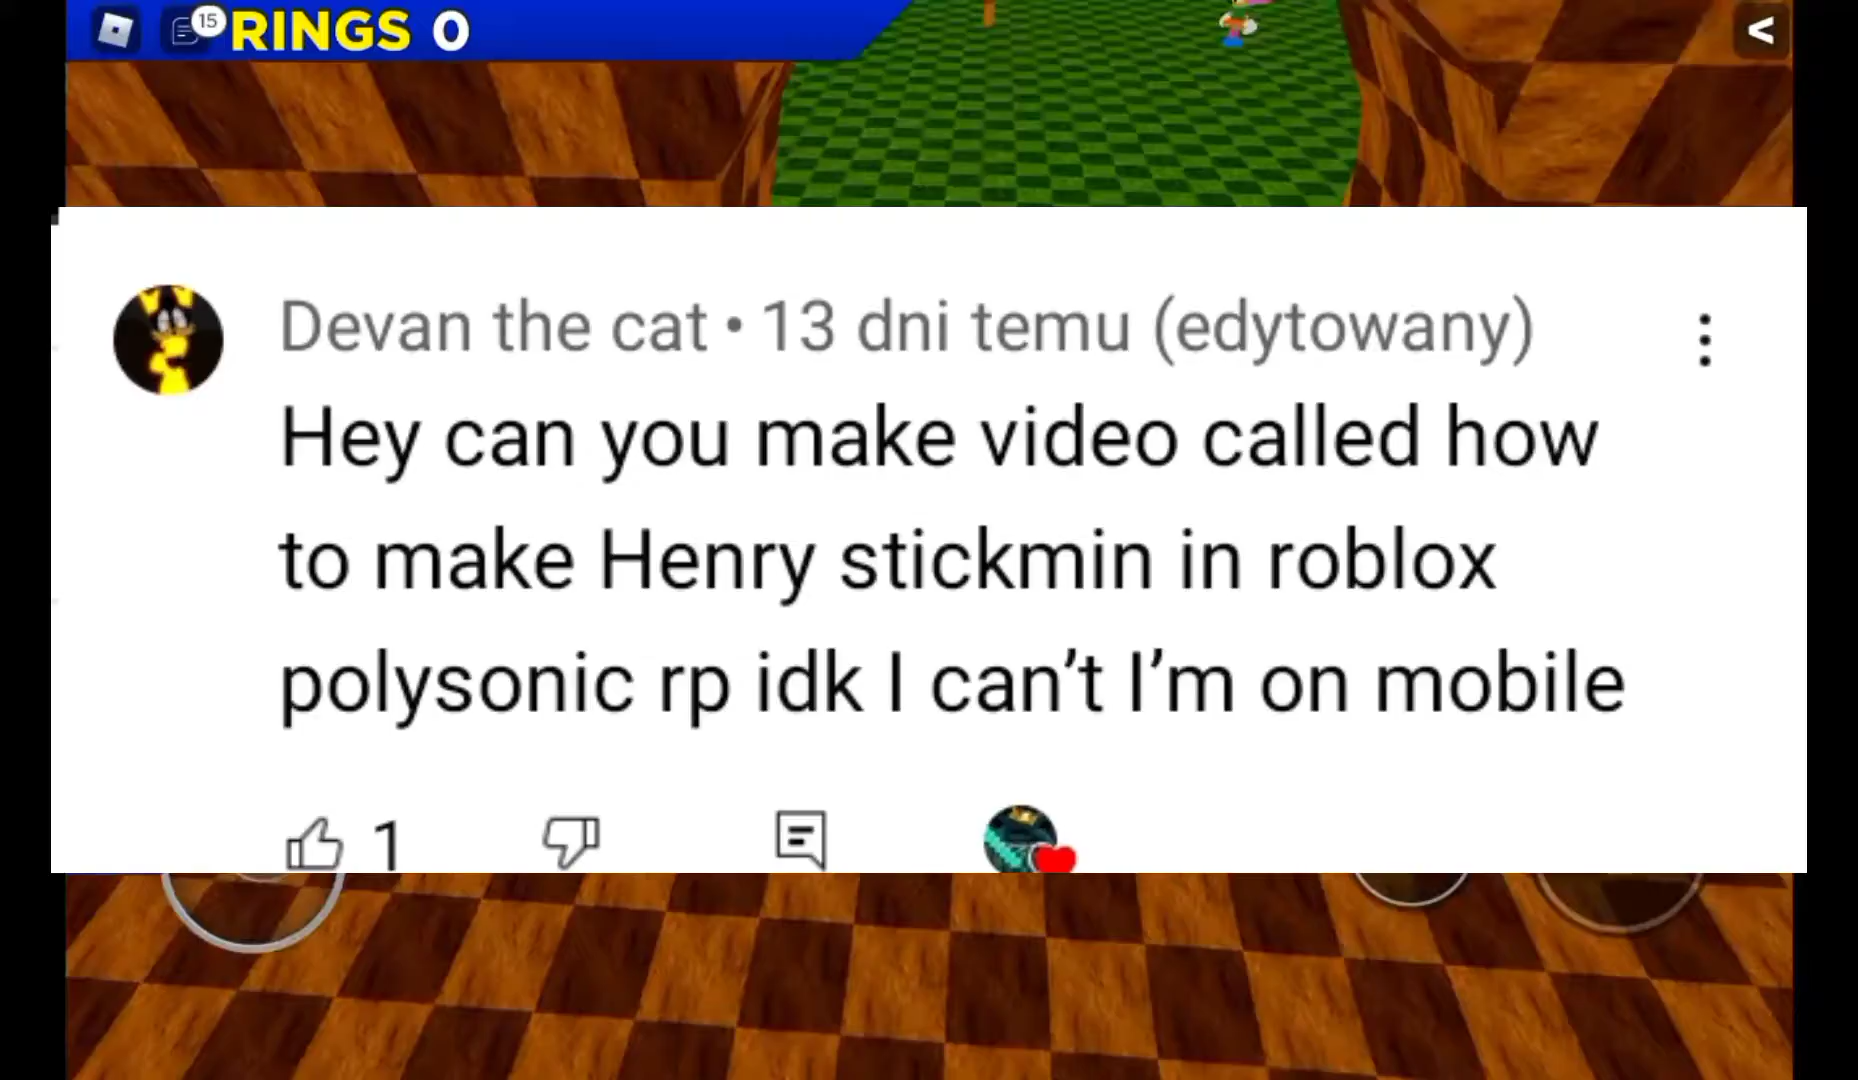 15
RINGS 0
<
Devan the cat • 13 dni temu (edytowany)
Hey can you make video called how
to make Henry stickmin in roblox
polysonic rp idk I can’t I’m on mobile
1